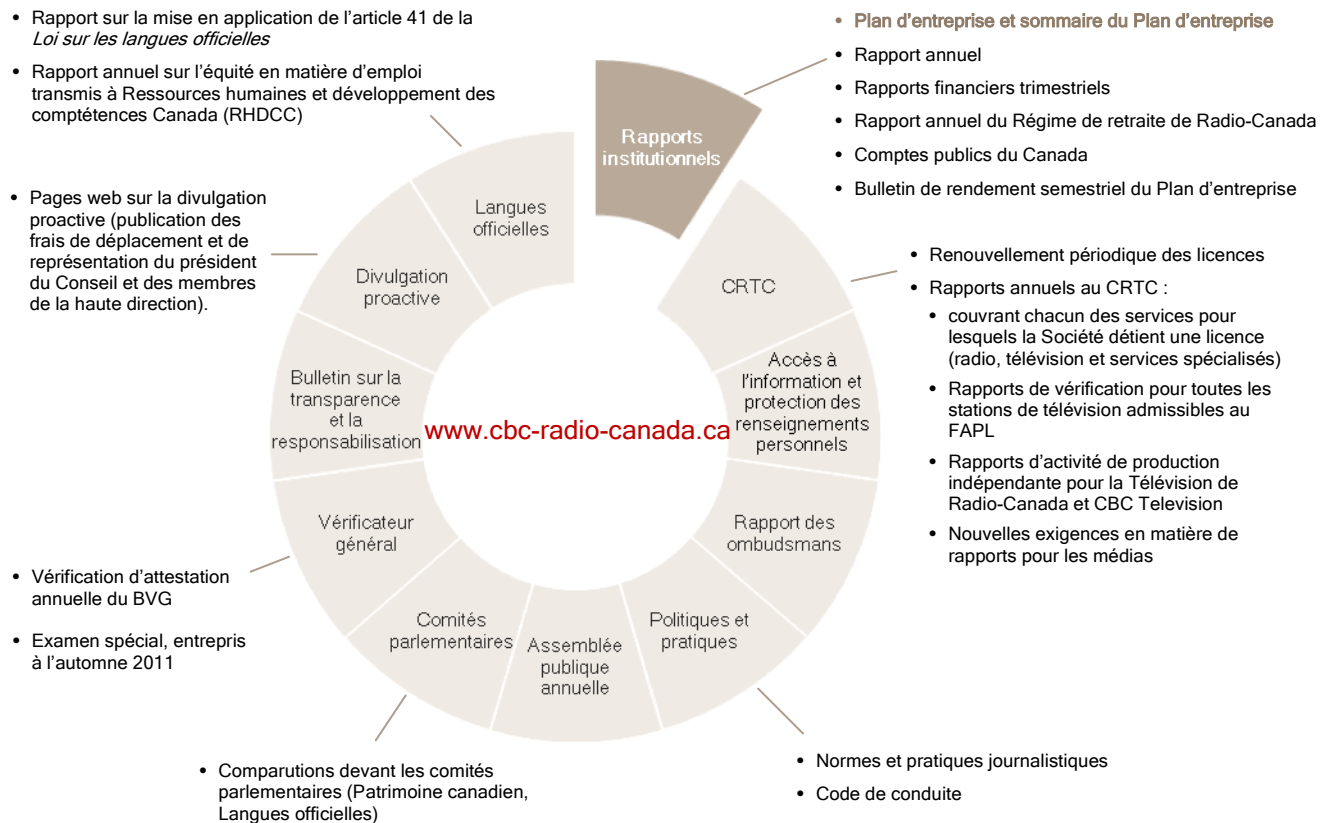 • Rapport sur la mise en application de l'article 41 de la
Loi sur les langues officielles
• Rapport annuel sur l'équité en matière d'emploi
transmis à Ressources humaines et développement des
comptétences Canada (RHDCC)
• Pages web sur la divulgation
proactive (publication des
frais de déplacement et de
représentation du président
du Conseil et des membres
de la haute direction).
• Plan d'entreprise et sommaire du Plan d'entreprise
• Rapport annuel
• Rapports financiers trimestriels
• Rapport annuel du Régime de retraite de Radio-Canada
• Comptes publics du Canada
• Bulletin de rendement semestriel du Plan d'entreprise
Rapports
institutionnels
Langues
officielles
Divulgation
proactive
CRTC
• Renouvellement périodique des licences
• Rapports annuels au CRTC :
• couvrant chacun des services pour
lesquels la Société détient une licence
(radio, télévision et services spécialisés)
• Rapports de vérification pour toutes les
stations de télévision admissibles au
FAPL
• Rapports d'activité de production
indépendante pour la Télévision de
Radio-Canada et CBC Television
• Nouvelles exigences en matière de
rapports pour les médias
Accès à
l'information et
protection des
renseignements
personnels
Bulletin sur la
transparence
et la
responsabilisation
www.cbc-radio-canada.ca
Vérificateur
général
Rapport des
ombudsmans
• Vérification d'attestation
annuelle du BVG
• Examen spécial, entrepris
à l'automne 2011
Comités
parlementaires
Assemblée
publique
annuelle
Politiques et
pratiques
• Comparutions devant les comités
parlementaires (Patrimoine canadien,
Langues officielles)
• Normes et pratiques journalistiques
• Code de conduite